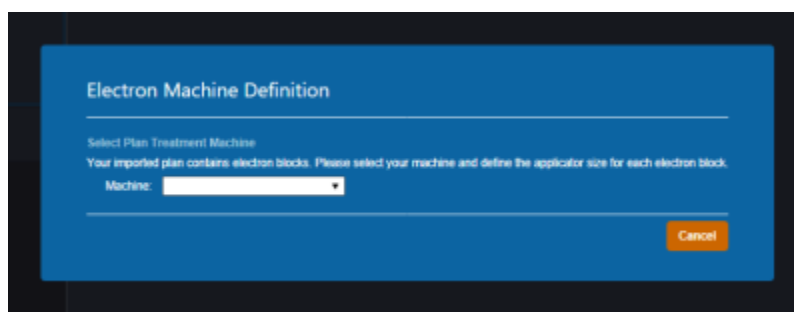 Electron Machine Definition
Select Plan Treatment Machine
Your imported plan contains electron blocks. Please select your machine and define the applicator size for each electron block.
Machine:
Cancel